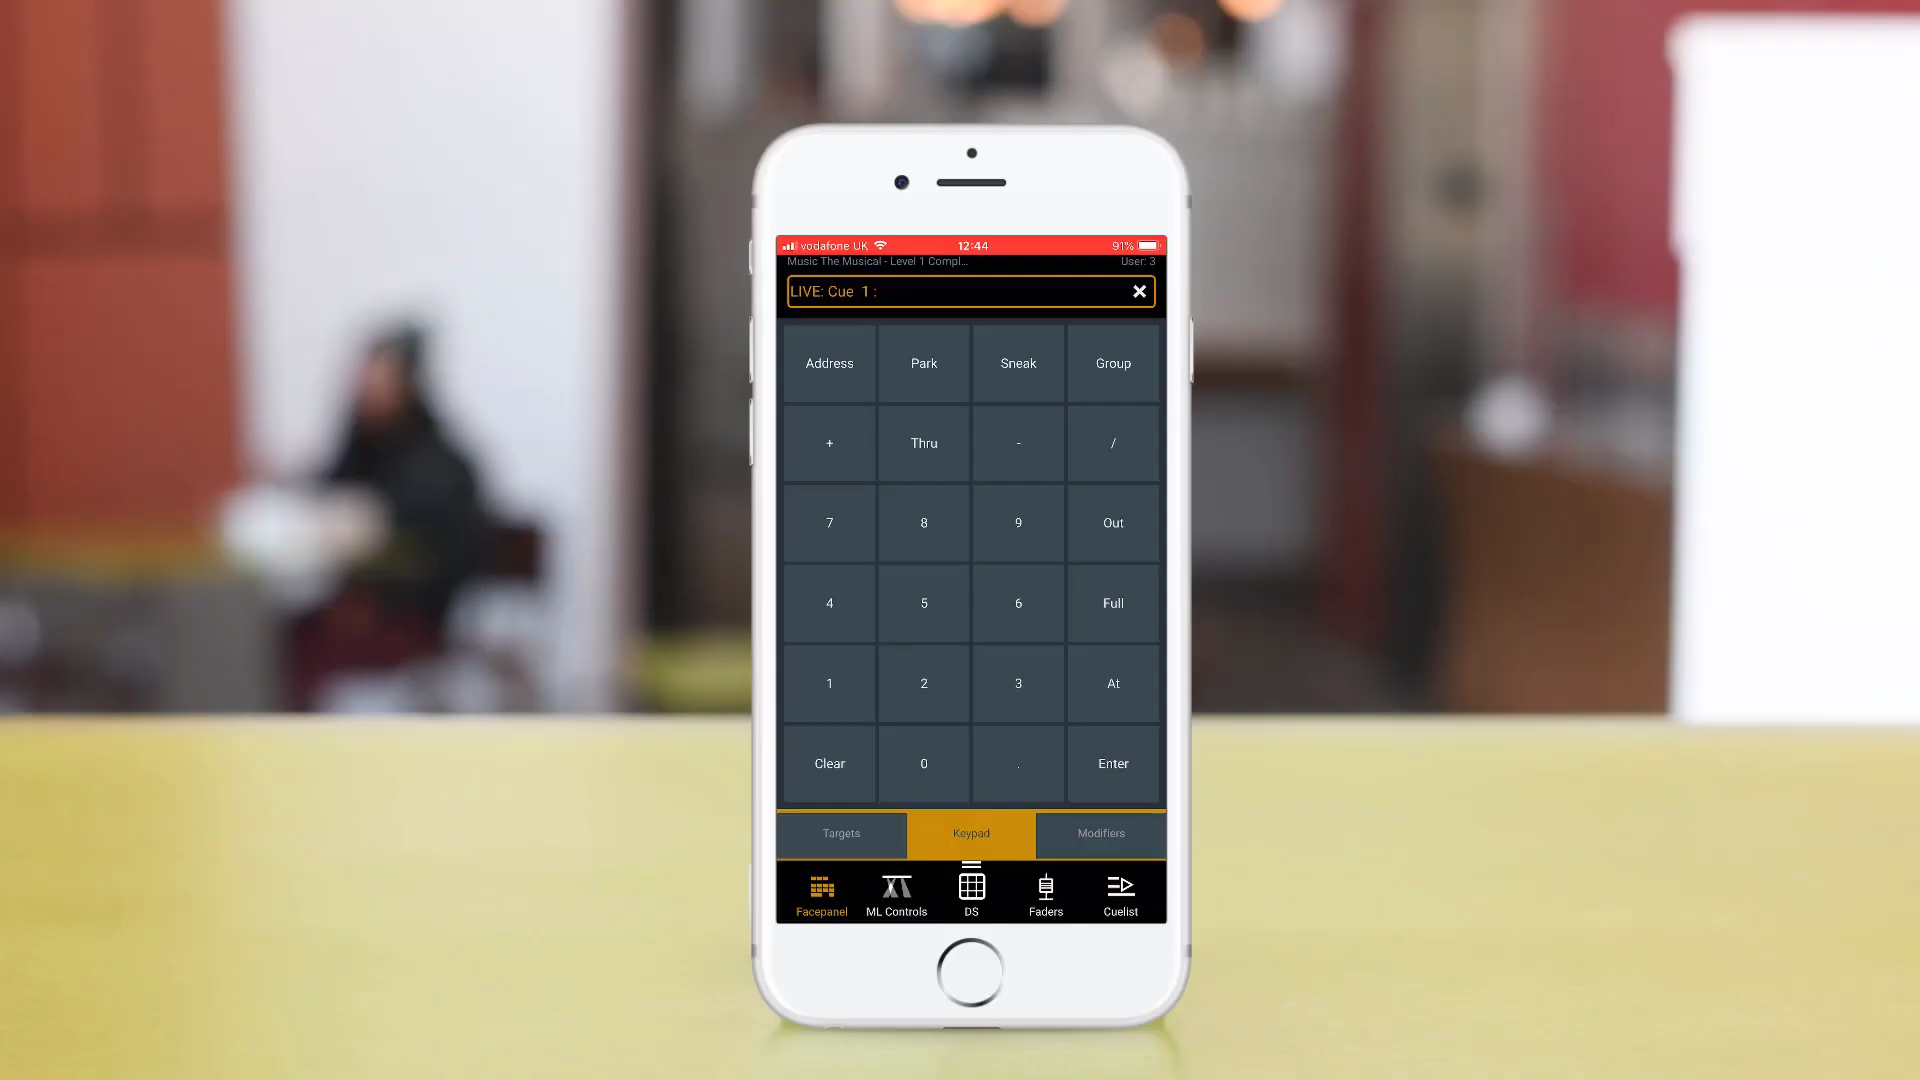 vodafone UK 12:44 91%
Music The Musical - Level 1 Compl... User: 3
LIVE: Cue 1 :
Address Park Sneak Group
+ Thru - /
7 8 9 Out
4 5 6 Full
1 2 3 At
Clear 0 . Enter
Targets Keypad Modifiers
Facepanel ML Controls DS Faders Cuelist